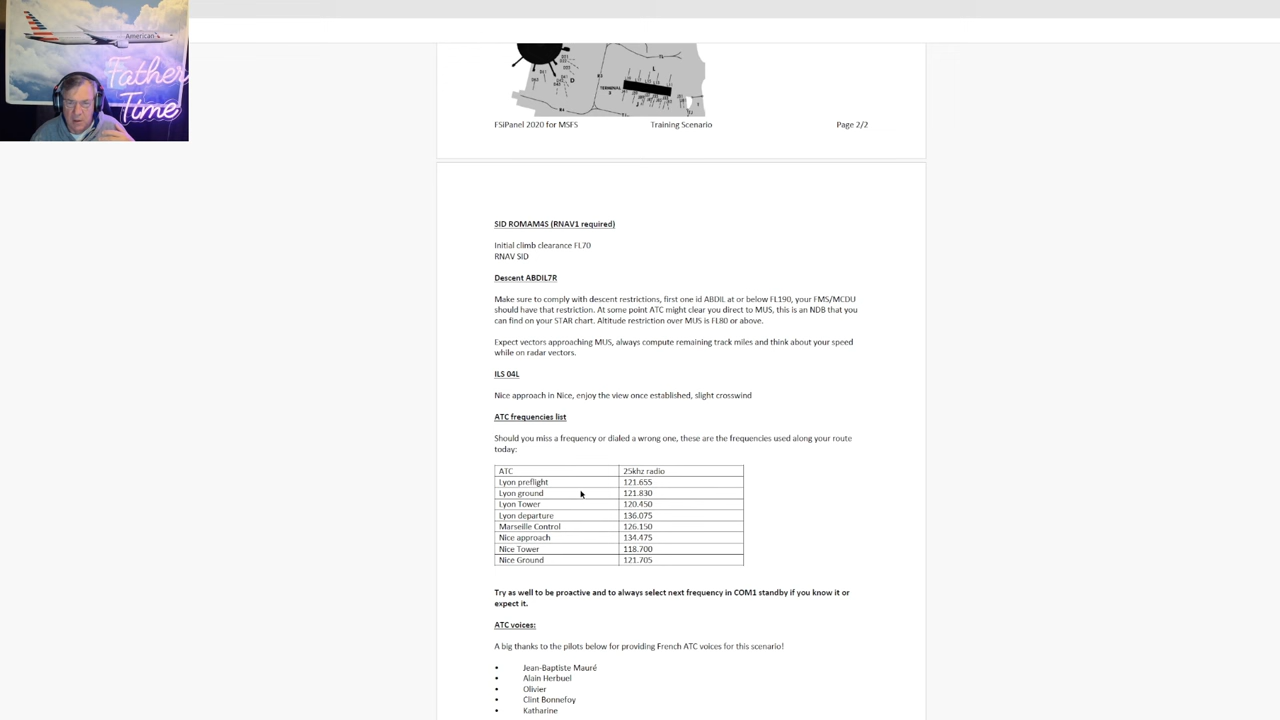 American
Father
Time
TERMINAL
FSiPanel 2020 for MSFS Training Scenario Page 2/2
SID ROMAM4S (RNAV1 required)
Initial climb clearance FL70
RNAV SID
Descent ABDIL7R
Make sure to comply with descent restrictions, first one id ABDIL at or below FL190, your FMS/MCDU
should have that restriction. At some point ATC might clear you direct to MUS, this is an NDB that you
can find on your STAR chart. Altitude restriction over MUS is FL80 or above.
Expect vectors approaching MUS, always compute remaining track miles and think about your speed
while on radar vectors.
ILS 04L
Nice approach in Nice, enjoy the view once established, slight crosswind
ATC frequencies list
Should you miss a frequency or dialed a wrong one, these are the frequencies used along your route
today:
ATC 25khz radio
Lyon preflight 121.655
Lyon ground 121.830
Lyon Tower 120.450
Lyon departure 136.075
Marseille Control 126.150
Nice approach 134.475
Nice Tower 118.700
Nice Ground 121.705
Try as well to be proactive and to always select next frequency in COM1 standby if you know it or
expect it.
ATC voices:
A big thanks to the pilots below for providing French ATC voices for this scenario!
• Jean-Baptiste Mauré
• Alain Herbuel
• Olivier
• Clint Bonnefoy
• Katharine